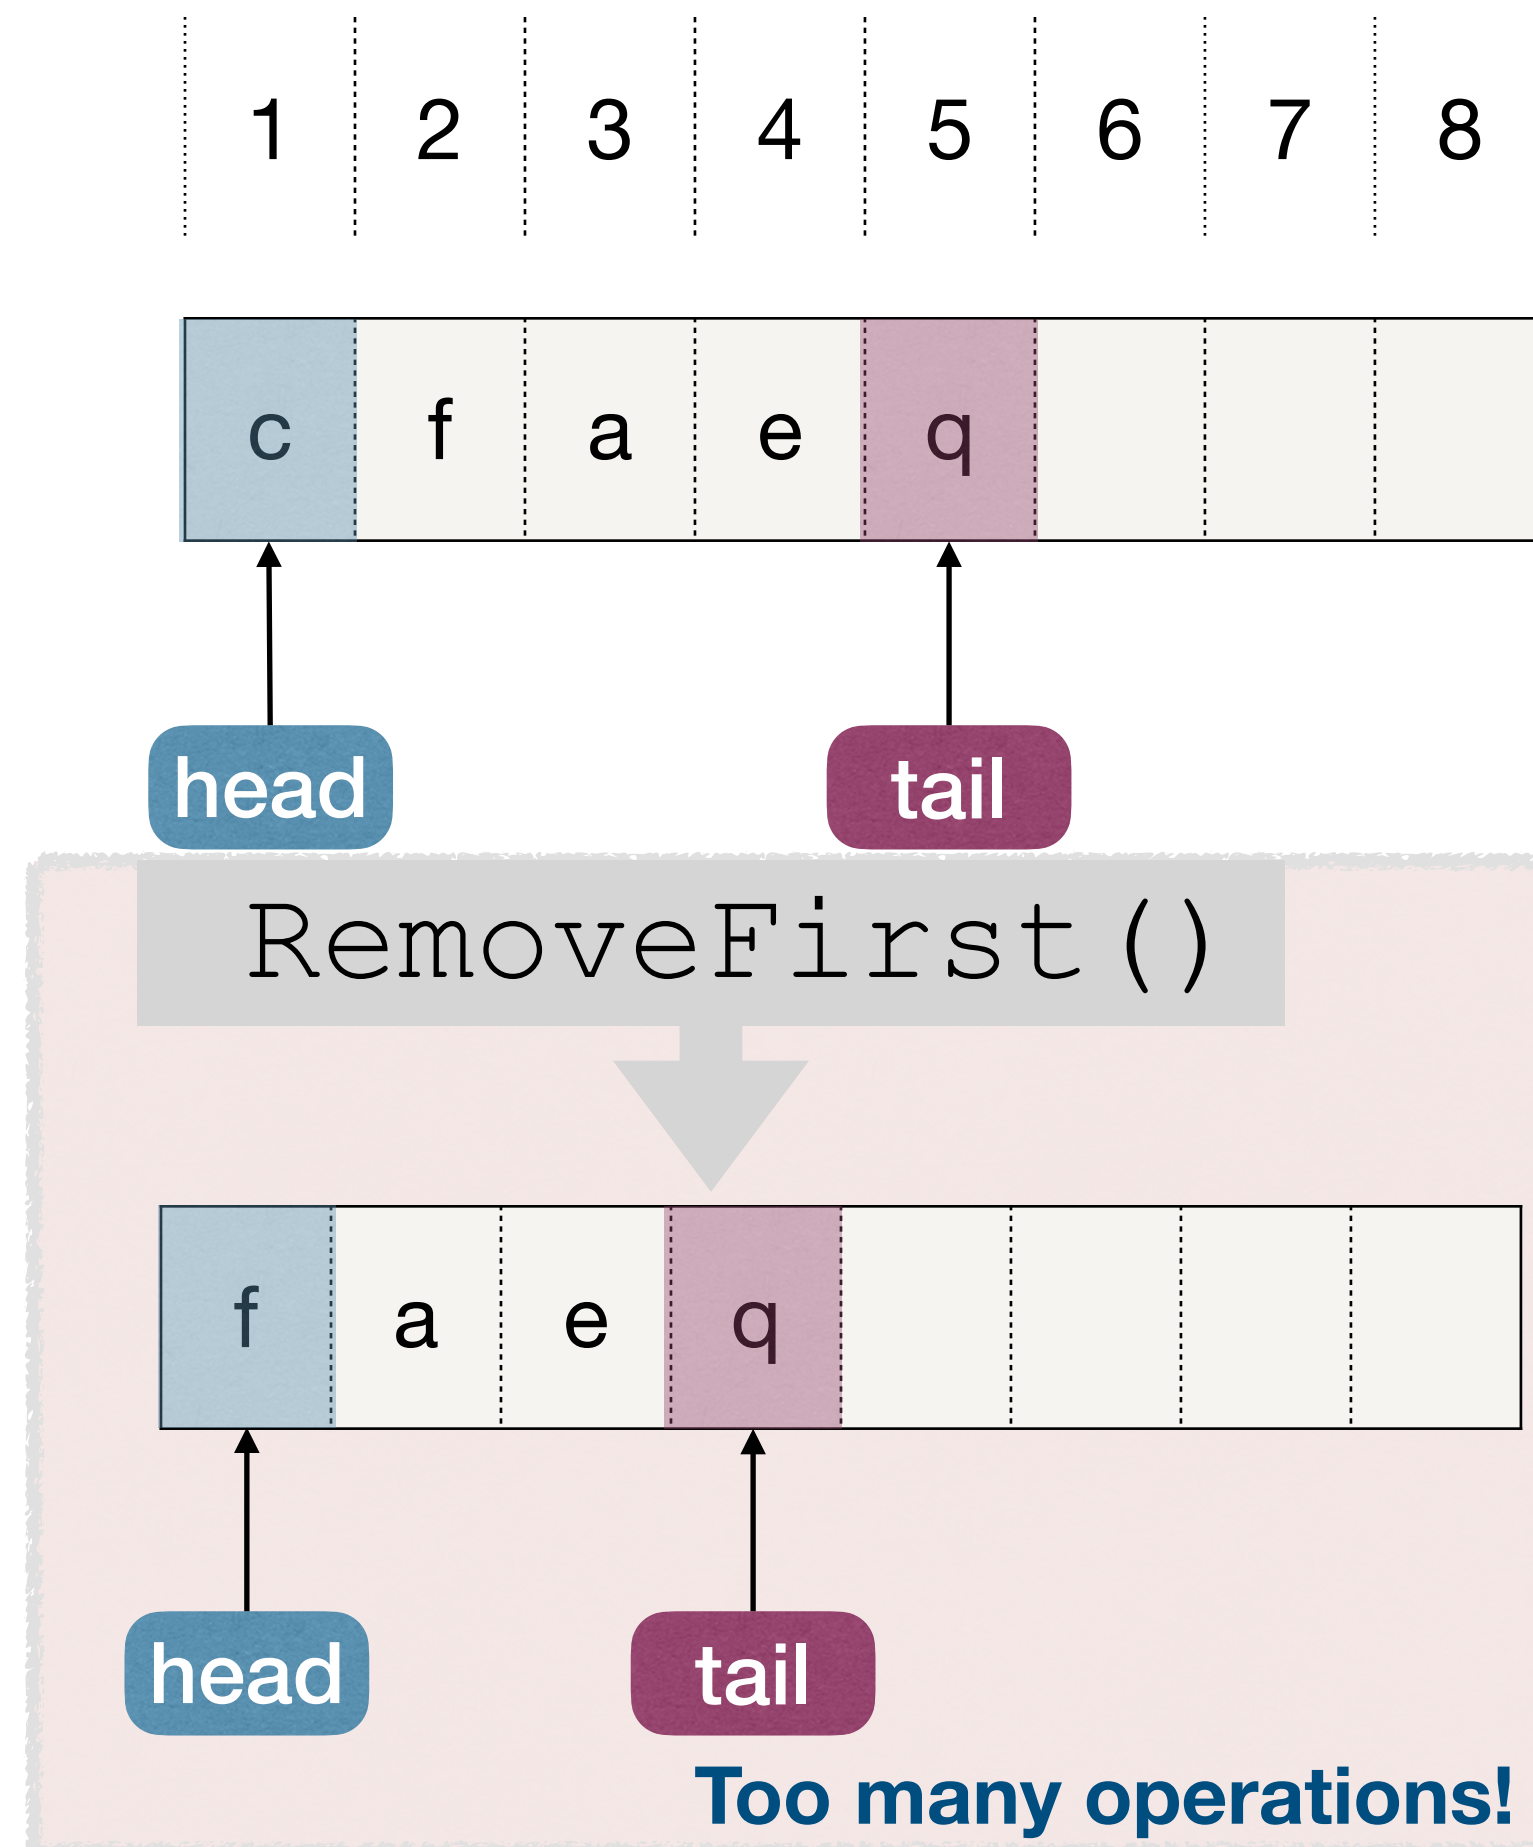 1 2 3 4 5 6 7 8
c f a e q
head tail
RemoveFirst()
f a e q
head tail
Too many operations!